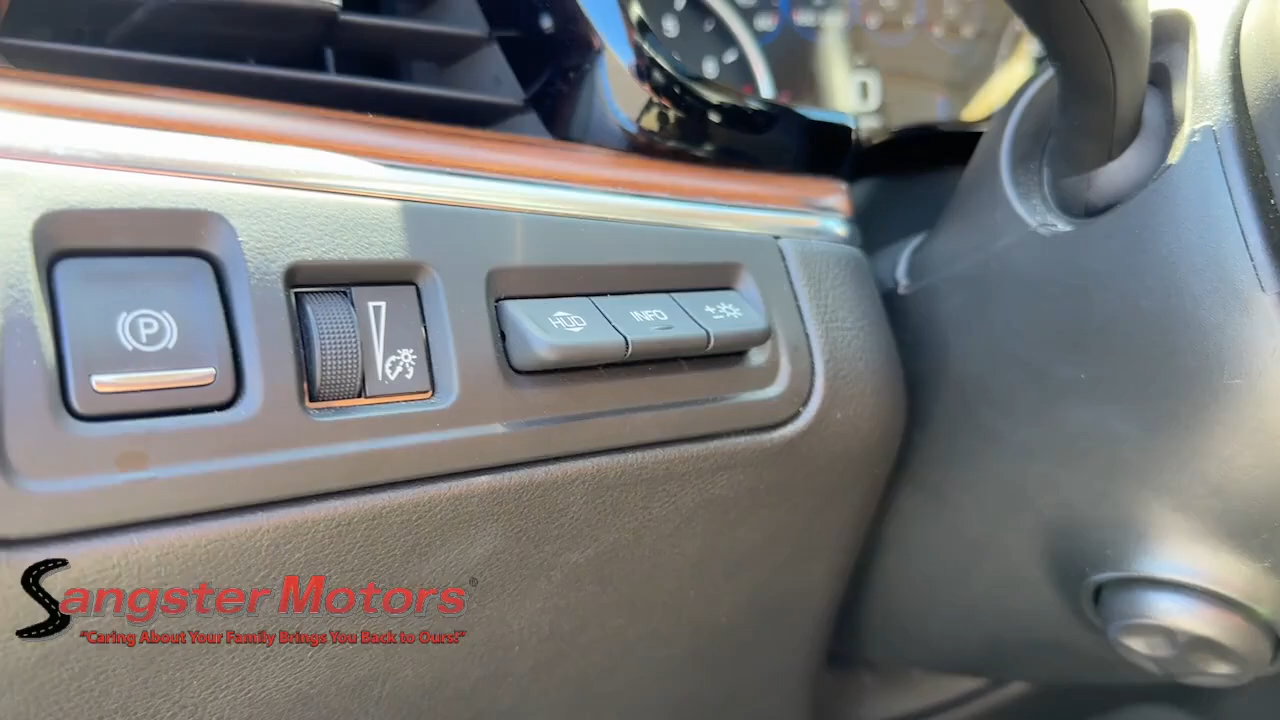 P
HUD
INFO
Sangster Motors®
"Caring About Your Family Brings You Back to Ours!"